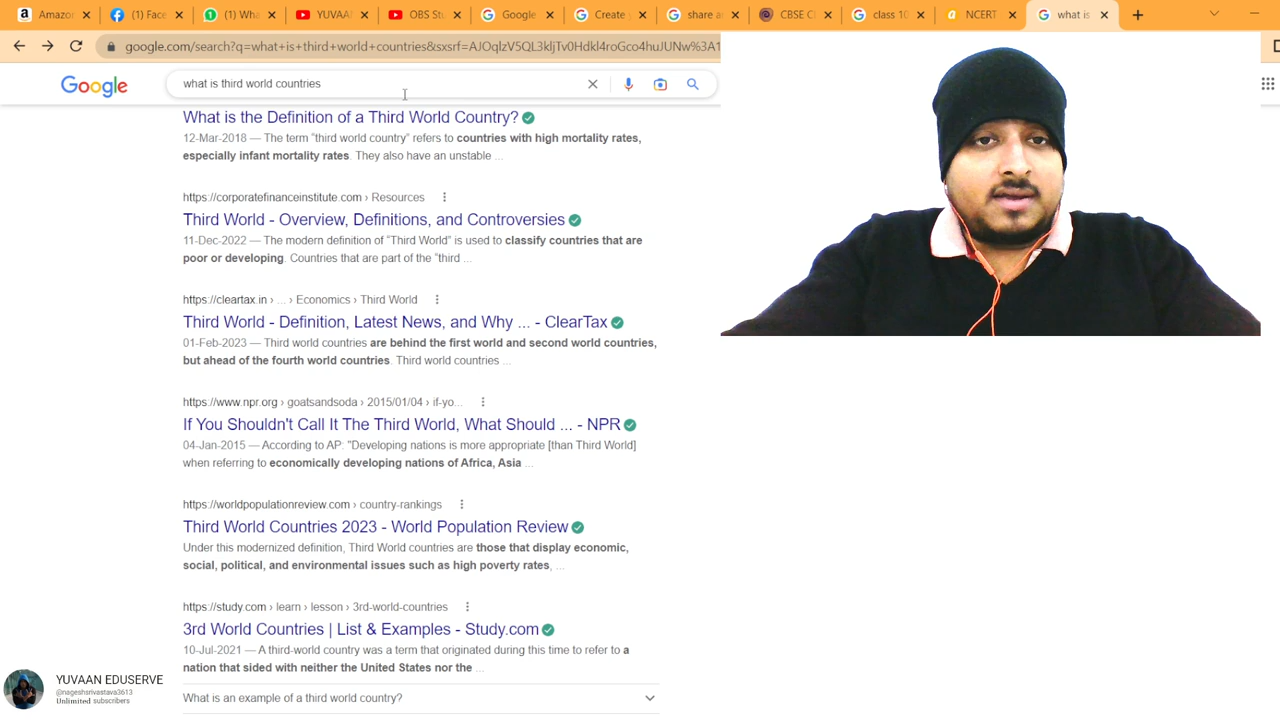 Amazo
(1) Face
(1) Wha
YUVAA
OBS Stu
Google
Create
share a
CBSE Cl
class 10
NCERT
what is
google.com/search?q=what+is+third+world+countries&sxsrf=AJOqlzV5QL3kljTv0Hdkl4roGco4huJUNw%3A1
Google
what is third world countries
What is the Definition of a Third World Country?
12-Mar-2018 — The term "third world country" refers to countries with high mortality rates,
especially infant mortality rates. They also have an unstable ...
https://corporatefinanceinstitute.com › Resources
Third World - Overview, Definitions, and Controversies
11-Dec-2022 — The modern definition of “Third World” is used to classify countries that are
poor or developing. Countries that are part of the “third ...
https://cleartax.in › ... › Economics › Third World
Third World - Definition, Latest News, and Why ... - ClearTax
01-Feb-2023 — Third world countries are behind the first world and second world countries,
but ahead of the fourth world countries. Third world countries ...
https://www.npr.org › goatsandsoda › 2015/01/04 › if-yo...
If You Shouldn't Call It The Third World, What Should ... - NPR
04-Jan-2015 — According to AP: "Developing nations is more appropriate [than Third World]
when referring to economically developing nations of Africa, Asia ...
https://worldpopulationreview.com › country-rankings
Third World Countries 2023 - World Population Review
Under this modernized definition, Third World countries are those that display economic,
social, political, and environmental issues such as high poverty rates, ...
https://study.com › learn › lesson › 3rd-world-countries
3rd World Countries | List & Examples - Study.com
10-Jul-2021 — A third-world country was a term that originated during this time to refer to a
nation that sided with neither the United States nor the ...
What is an example of a third world country?
YUVAAN EDUSERVE
@nageshsrivastava3613
Unlimited subscribers